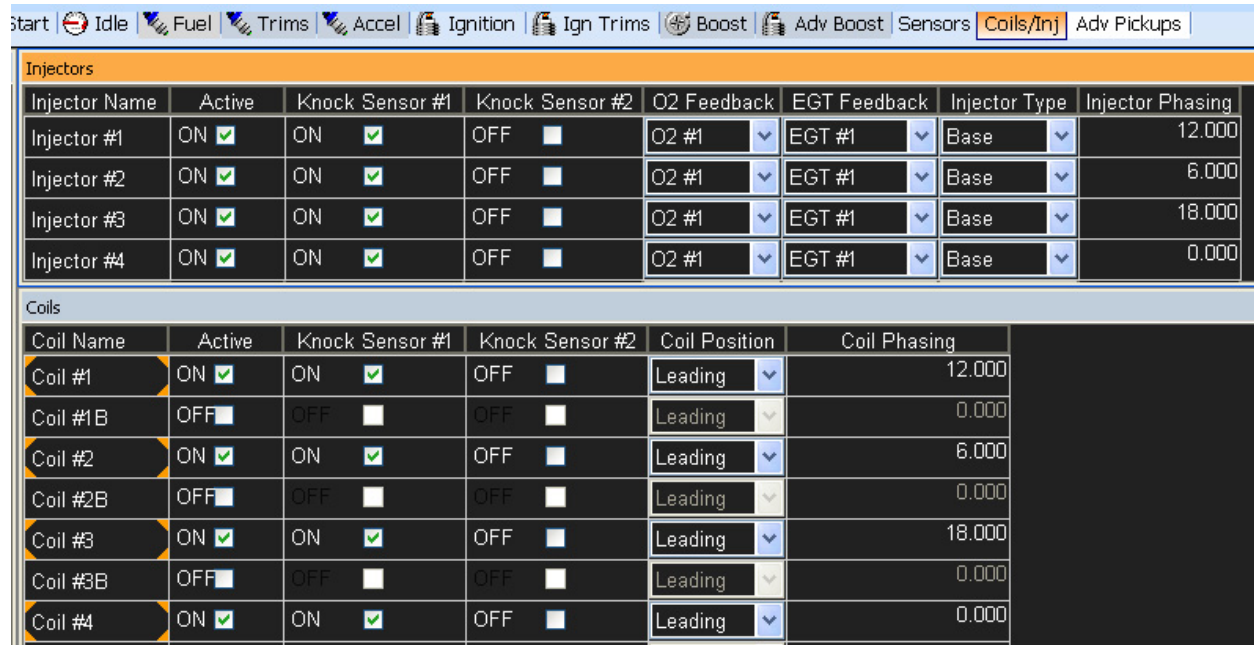 Start Idle Fuel Trims Accel Ignition Ign Trims Boost Adv Boost Sensors Coils/Inj Adv Pickups
Injectors
Injector Name Active Knock Sensor #1 Knock Sensor #2 O2 Feedback EGT Feedback Injector Type Injector Phasing
Injector #1 ON ON OFF O2 #1 EGT #1 Base 12.000
Injector #2 ON ON OFF O2 #1 EGT #1 Base 6.000
Injector #3 ON ON OFF O2 #1 EGT #1 Base 18.000
Injector #4 ON ON OFF O2 #1 EGT #1 Base 0.000
Coils
Coil Name Active Knock Sensor #1 Knock Sensor #2 Coil Position Coil Phasing
Coil #1 ON ON OFF Leading 12.000
Coil #1B OFF OFF OFF Leading 0.000
Coil #2 ON ON OFF Leading 6.000
Coil #2B OFF OFF OFF Leading 0.000
Coil #3 ON ON OFF Leading 18.000
Coil #3B OFF OFF OFF Leading 0.000
Coil #4 ON ON OFF Leading 0.000